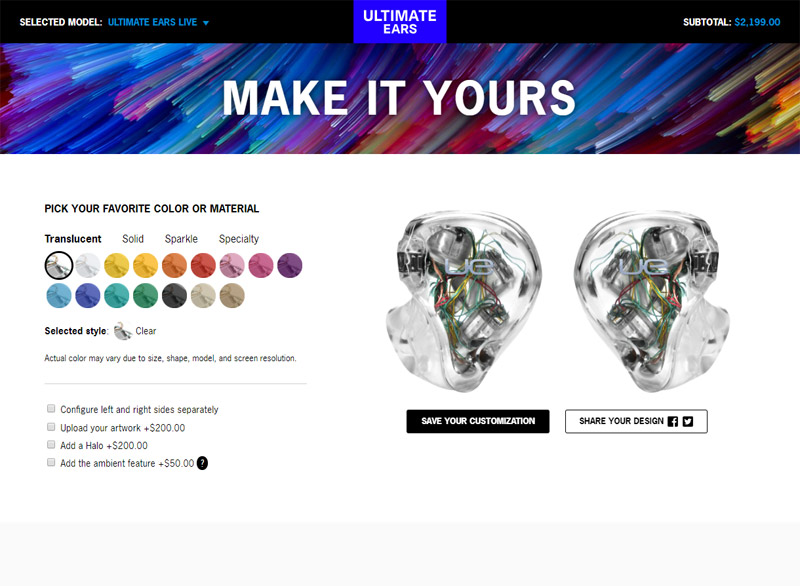 SELECTED MODEL: ULTIMATE EARS LIVE
ULTIMATE
EARS
SUBTOTAL: $2,199.00
MAKE IT YOURS
PICK YOUR FAVORITE COLOR OR MATERIAL
Translucent Solid Sparkle Specialty
Selected style: Clear
Actual color may vary due to size, shape, model, and screen resolution.
Configure left and right sides separately
Upload your artwork +$200.00
Add a Halo +$200.00
Add the ambient feature +$50.00 ?
ue ue
SAVE YOUR CUSTOMIZATION
SHARE YOUR DESIGN